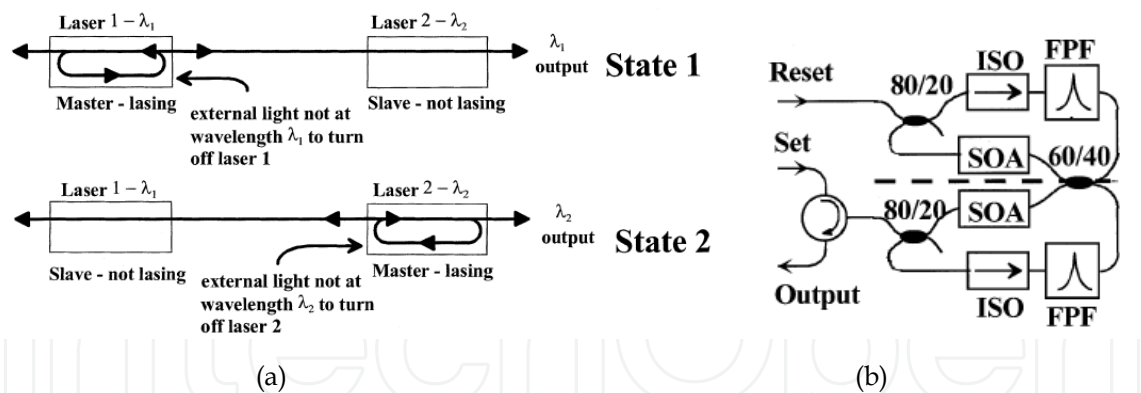 Laser 1 – λ₁
Laser 2 – λ₂
λ₁
output
State 1
Master - lasing
Slave - not lasing
external light not at
wavelength λ₁ to turn
off laser 1
Laser 1 – λ₁
Laser 2 – λ₂
λ₂
output
State 2
Slave - not lasing
Master - lasing
external light not at
wavelength λ₂ to turn
off laser 2
(a)
ISO
FPF
Reset
80/20
Set
SOA
60/40
80/20
SOA
Output
ISO
FPF
(b)